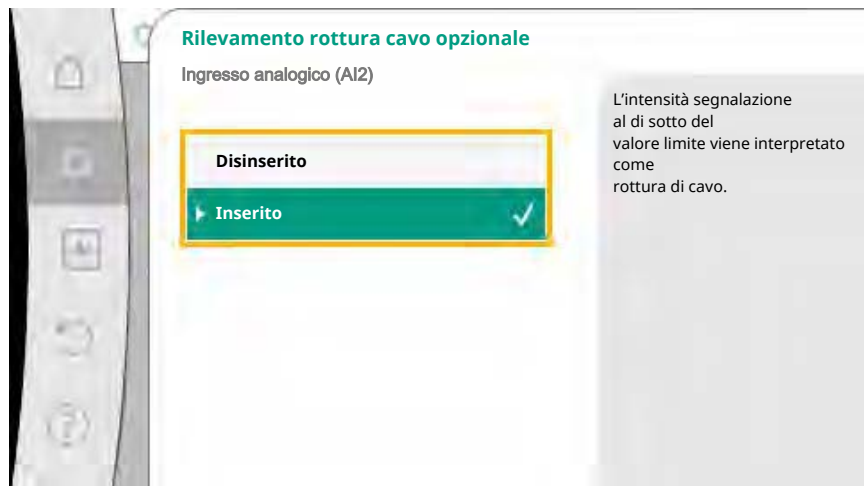 Rilevamento rottura cavo opzionale
Ingresso analogico (AI2)
Disinserito
Inserito
L'intensità segnalazione
al di sotto del
valore limite viene interpretato
come
rottura di cavo.